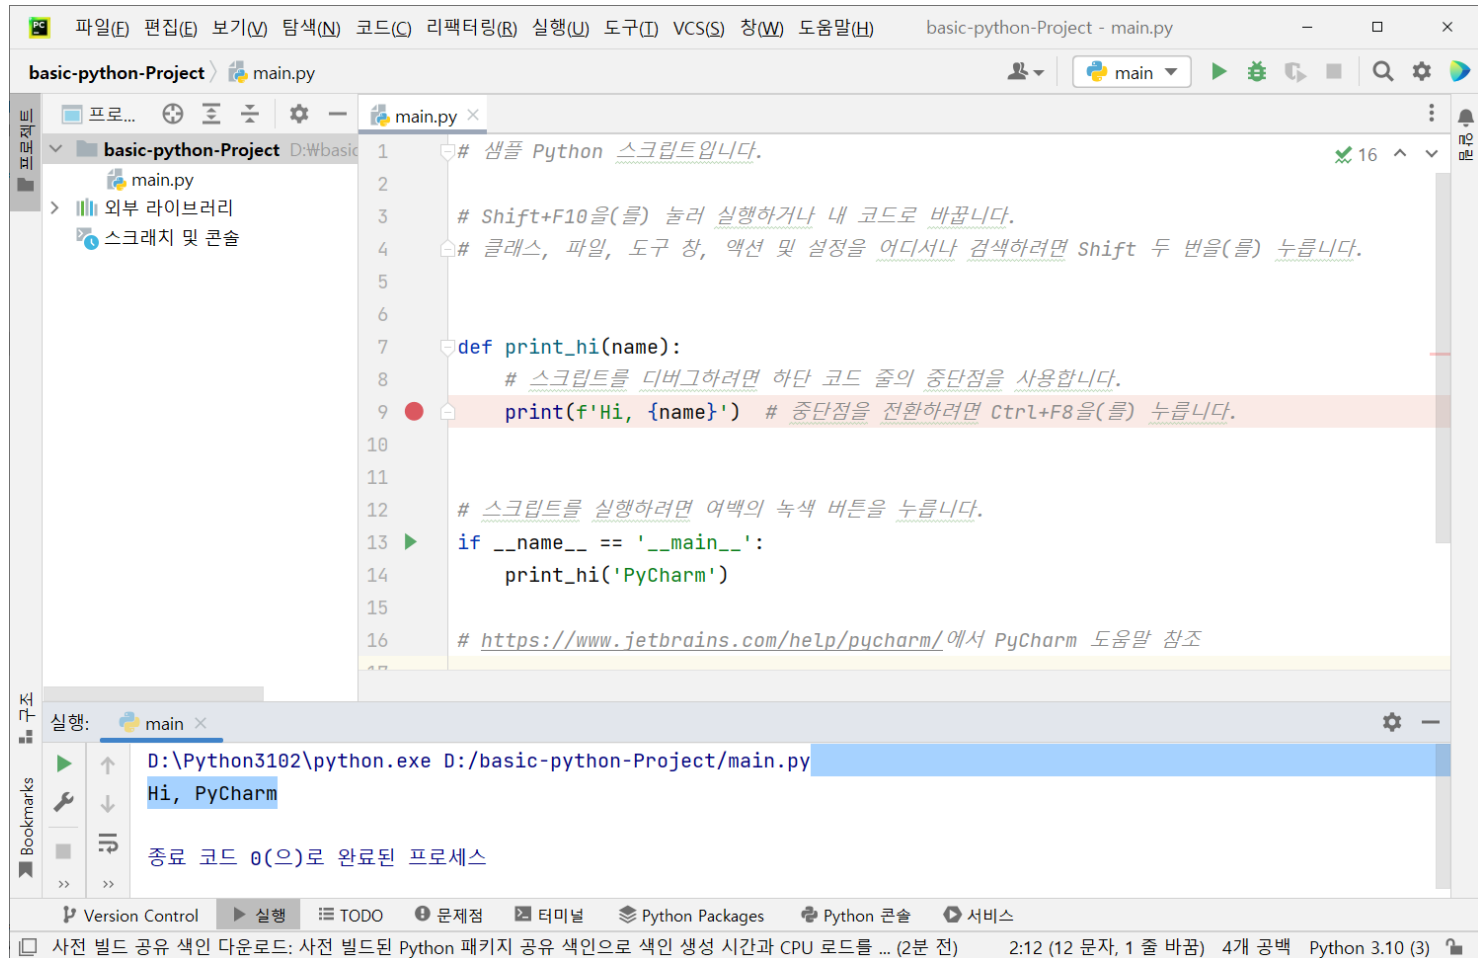 파일(F) 편집(E) 보기(V) 탐색(N) 코드(C) 리팩터링(R) 실행(U) 도구(T) VCS(S) 창(W) 도움말(H) basic-python-Project - main.py
basic-python-Project main.py main
프로젝트
프로...
main.py
알림
basic-python-Project D:₩basic
main.py
외부 라이브러리
스크래치 및 콘솔
16
1 # 샘플 Python 스크립트입니다.
2
3 # Shift+F10을(를) 눌러 실행하거나 내 코드로 바꿉니다.
4 # 클래스, 파일, 도구 창, 액션 및 설정을 어디서나 검색하려면 Shift 두 번을(를) 누릅니다.
5
6
7 def print_hi(name):
8 # 스크립트를 디버그하려면 하단 코드 줄의 중단점을 사용합니다.
9 print(f'Hi, {name}') # 중단점을 전환하려면 Ctrl+F8을(를) 누릅니다.
10
11
12 # 스크립트를 실행하려면 여백의 녹색 버튼을 누릅니다.
13 if __name__ == '__main__':
14 print_hi('PyCharm')
15
16 # https://www.jetbrains.com/help/pycharm/에서 PyCharm 도움말 참조
구조
Bookmarks
실행: main
D:\Python3102\python.exe D:/basic-python-Project/main.py
Hi, PyCharm
종료 코드 0(으)로 완료된 프로세스
Version Control 실행 TODO 문제점 터미널 Python Packages Python 콘솔 서비스
사전 빌드 공유 색인 다운로드: 사전 빌드된 Python 패키지 공유 색인으로 색인 생성 시간과 CPU 로드를 ... (2분 전) 2:12 (12 문자, 1 줄 바꿈) 4개 공백 Python 3.10 (3)